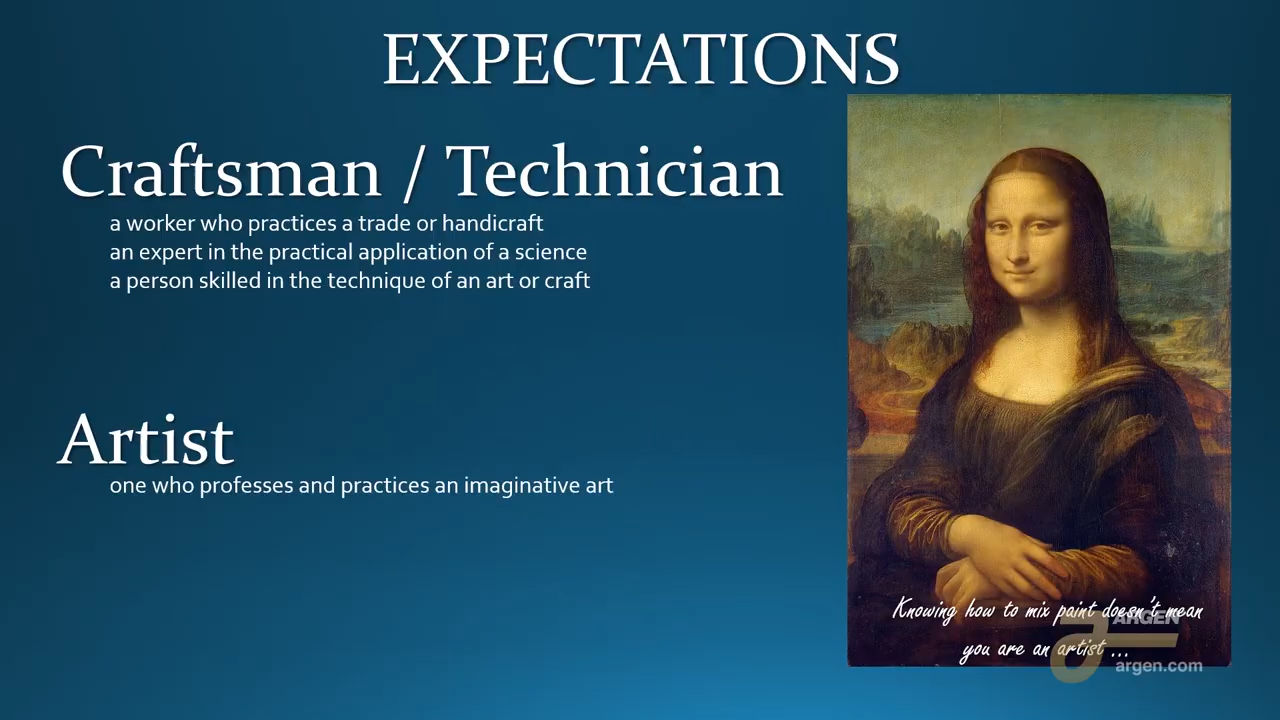 EXPECTATIONS
Craftsman / Technician
a worker who practices a trade or handicraft
an expert in the practical application of a science
a person skilled in the technique of an art or craft
Artist
one who professes and practices an imaginative art
Knowing how to mix paint doesn't mean
you are an artist ...
ARGEN
argen.com